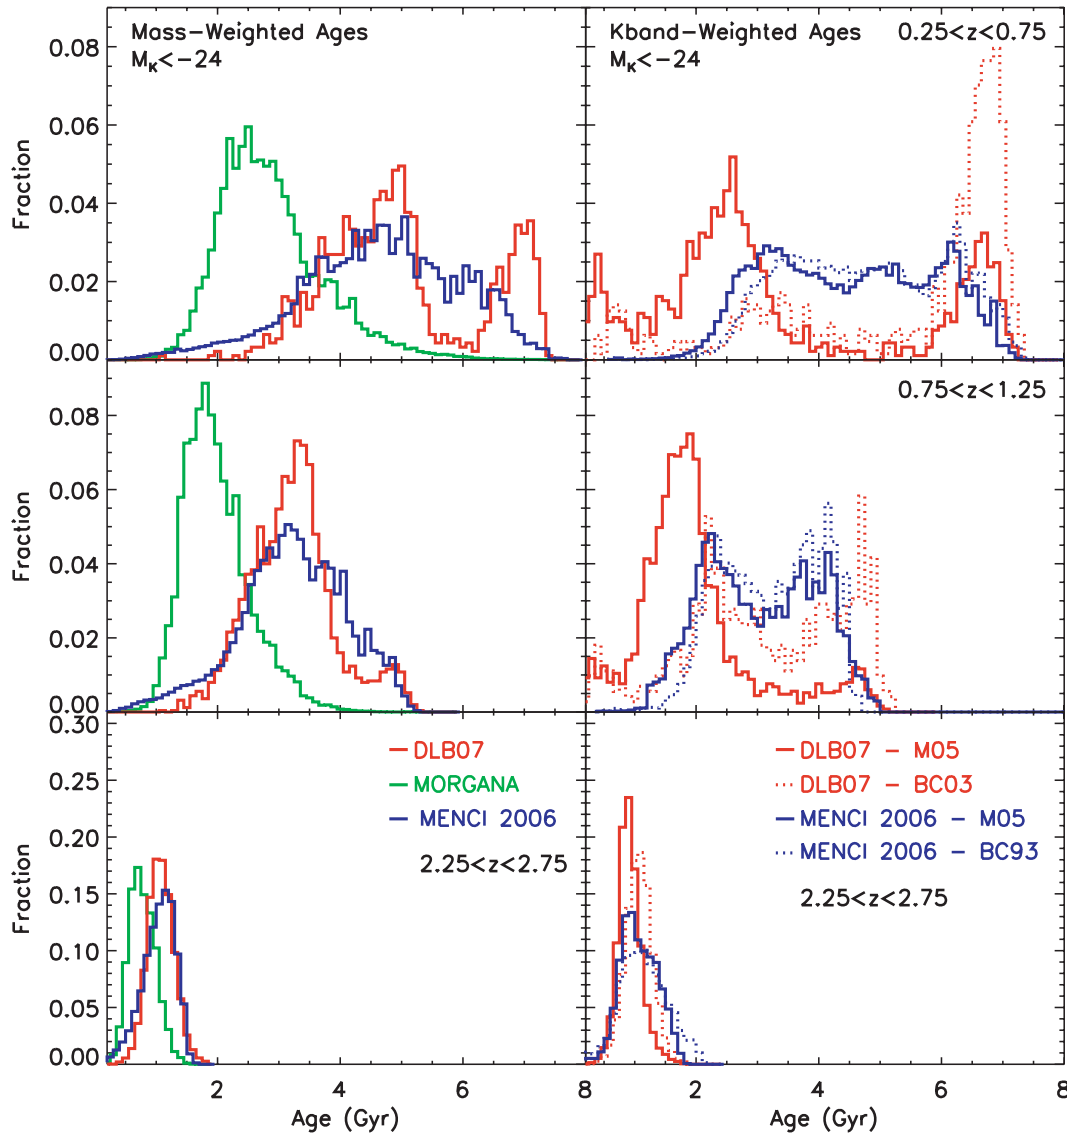 Mass-Weighted Ages
M_K<-24
Kband-Weighted Ages
M_K<-24
0.25<z<0.75
0.08
0.06
0.04
0.02
0.00
Fraction
0.75<z<1.25
0.08
0.06
0.04
0.02
0.00
Fraction
0.30
0.25
0.20
0.15
0.10
0.05
0.00
Fraction
DLB07
MORGANA
MENCI 2006
2.25<z<2.75
DLB07 - M05
DLB07 - BC03
MENCI 2006 - M05
MENCI 2006 - BC93
2.25<z<2.75
2 4 6 8
2 4 6 8
Age (Gyr)
Age (Gyr)